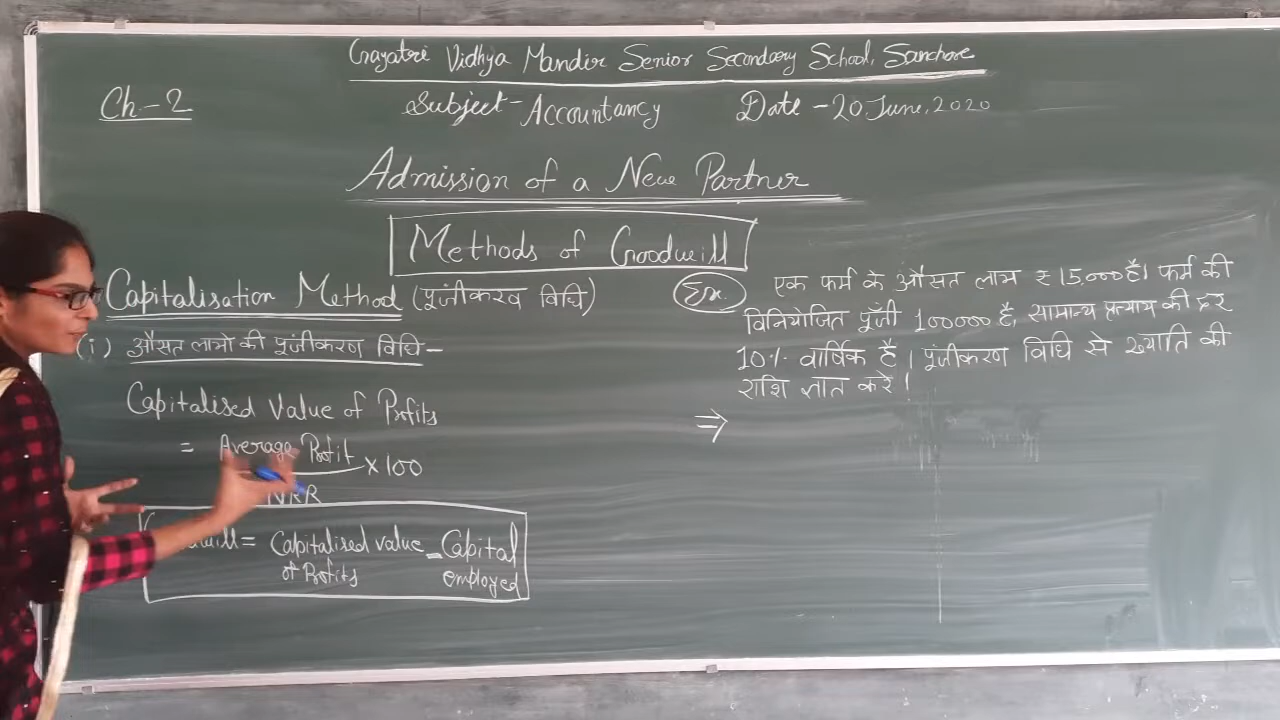 Gayatri Vidhya Mandir Senior Secondary School, Sanchore
Ch-2
Subject-Accountancy Date - 20 June, 2020
Admission of a New Partner
Methods of Goodwill
Capitalisation Method (पूंजीकरण विधि)
(i) औसत लाभो की पूंजीकरण विधि-
Capitalised Value of Profits
= Average Profit × 100
NRR
= Capitalised value of Profits - Capital employed
Ex. एक फर्म के औसत लाभ ₹ 15,000 है। फर्म की
विनियोजित पूँजी 100000 है, सामान्य प्रत्याय की दर
10% वार्षिक है। पूंजीकरण विधि से ख्याति की
राशि ज्ञात करे।
⇒